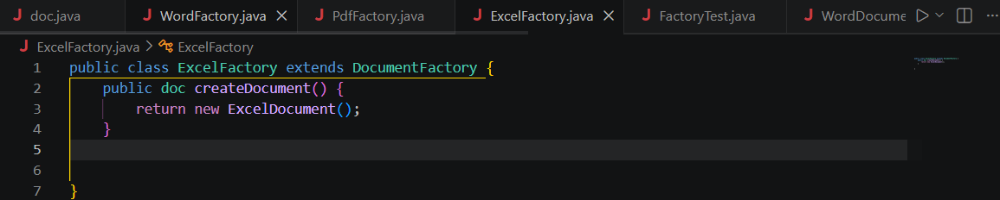 doc.java WordFactory.java PdfFactory.java ExcelFactory.java FactoryTest.java WordDocume
ExcelFactory.java > ExcelFactory
1 public class ExcelFactory extends DocumentFactory {
2     public doc createDocument() {
3         return new ExcelDocument();
4     }
5
6
7 }